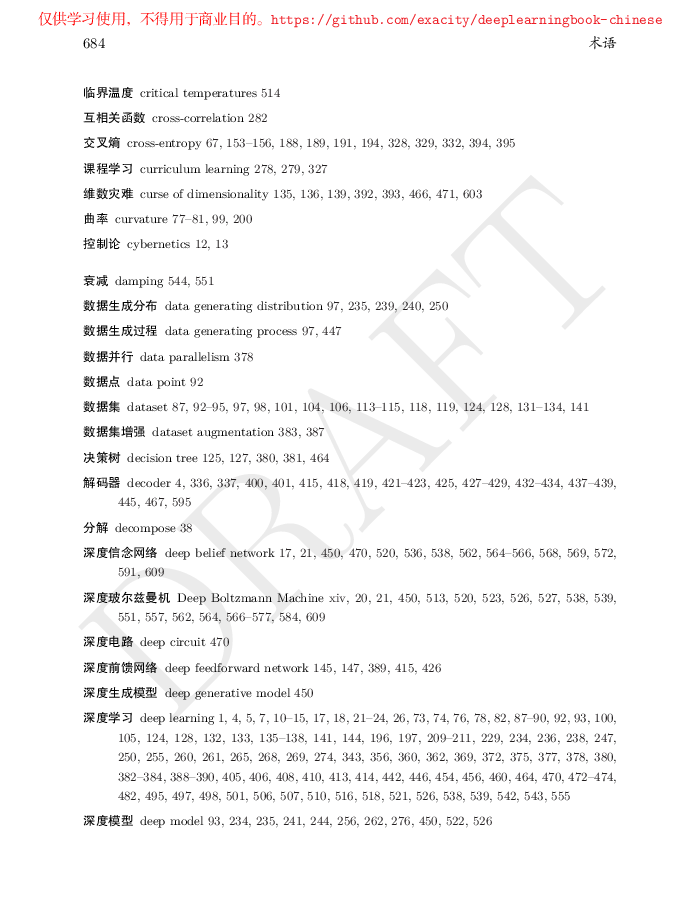 仅供学习使用，不得用于商业目的。https://github.com/exacity/deeplearningbook-chinese
684 术语
临界温度 critical temperatures 514
互相关函数 cross-correlation 282
交叉熵 cross-entropy 67, 153–156, 188, 189, 191, 194, 328, 329, 332, 394, 395
课程学习 curriculum learning 278, 279, 327
维数灾难 curse of dimensionality 135, 136, 139, 392, 393, 466, 471, 603
曲率 curvature 77–81, 99, 200
控制论 cybernetics 12, 13
衰减 damping 544, 551
数据生成分布 data generating distribution 97, 235, 239, 240, 250
数据生成过程 data generating process 97, 447
数据并行 data parallelism 378
数据点 data point 92
数据集 dataset 87, 92–95, 97, 98, 101, 104, 106, 113–115, 118, 119, 124, 128, 131–134, 141
数据集增强 dataset augmentation 383, 387
决策树 decision tree 125, 127, 380, 381, 464
解码器 decoder 4, 336, 337, 400, 401, 415, 418, 419, 421–423, 425, 427–429, 432–434, 437–439,
445, 467, 595
分解 decompose 38
深度信念网络 deep belief network 17, 21, 450, 470, 520, 536, 538, 562, 564–566, 568, 569, 572,
591, 609
深度玻尔兹曼机 Deep Boltzmann Machine xiv, 20, 21, 450, 513, 520, 523, 526, 527, 538, 539,
551, 557, 562, 564, 566–577, 584, 609
深度电路 deep circuit 470
深度前馈网络 deep feedforward network 145, 147, 389, 415, 426
深度生成模型 deep generative model 450
深度学习 deep learning 1, 4, 5, 7, 10–15, 17, 18, 21–24, 26, 73, 74, 76, 78, 82, 87–90, 92, 93, 100,
105, 124, 128, 132, 133, 135–138, 141, 144, 196, 197, 209–211, 229, 234, 236, 238, 247,
250, 255, 260, 261, 265, 268, 269, 274, 343, 356, 360, 362, 369, 372, 375, 377, 378, 380,
382–384, 388–390, 405, 406, 408, 410, 413, 414, 442, 446, 454, 456, 460, 464, 470, 472–474,
482, 495, 497, 498, 501, 506, 507, 510, 516, 518, 521, 526, 538, 539, 542, 543, 555
深度模型 deep model 93, 234, 235, 241, 244, 256, 262, 276, 450, 522, 526
DRAFT